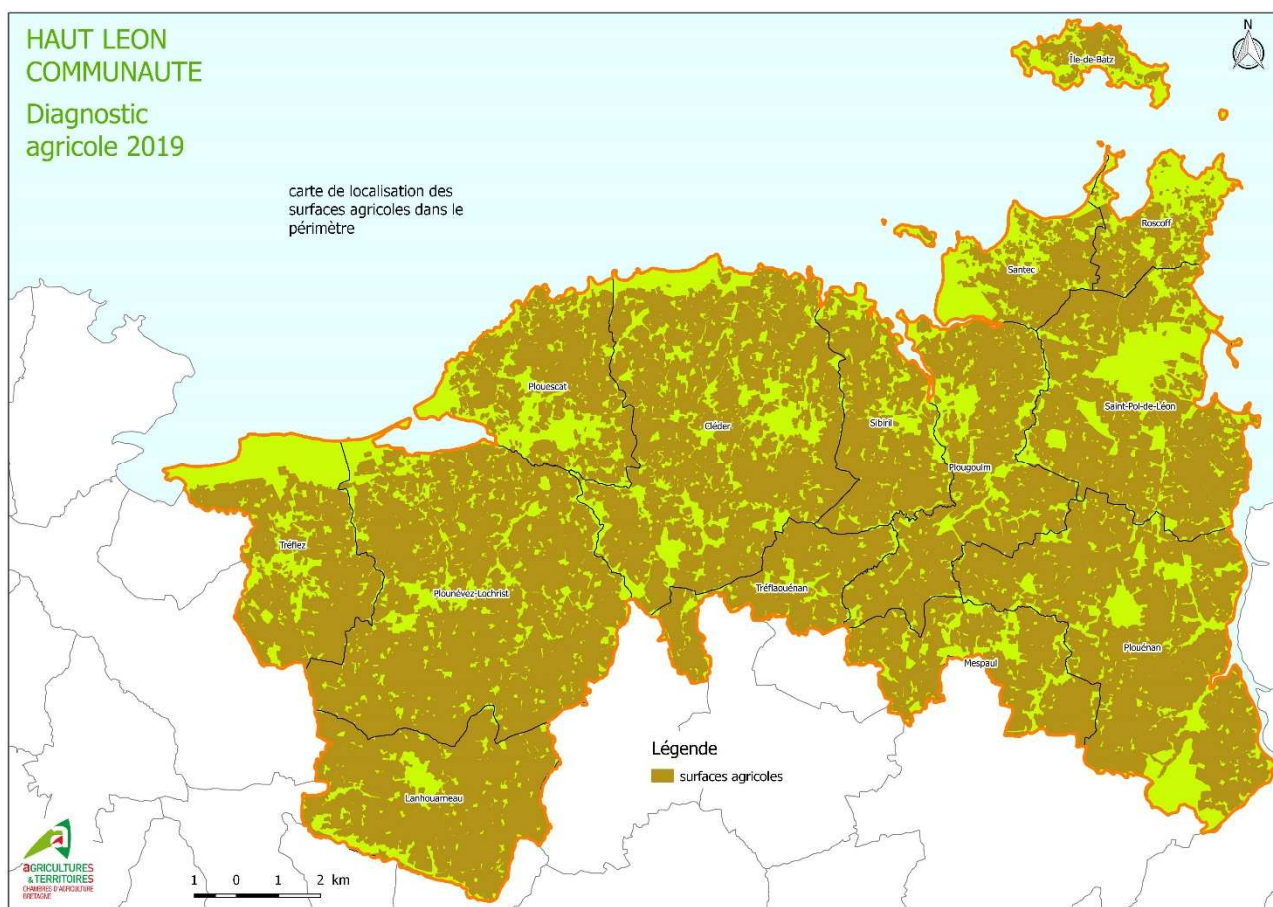 HAUT LEON
COMMUNAUTE
Diagnostic
agricole 2019
N
Île-de-Batz
carte de localisation des
surfaces agricoles dans le
périmètre
Roscoff
Santec
Plouescat
Cléder
Sibiril
Saint-Pol-de-Léon
Plougoulm
Tréflez
Plounévez-Lochrist
Tréflaouénan
Plouénan
Mespaul
Lanhouarneau
Légende
surfaces agricoles
aGRICULTURES
& TERRITOIRES
CHAMBRES D'AGRICULTURE
BRETAGNE
1 0 1 2 km